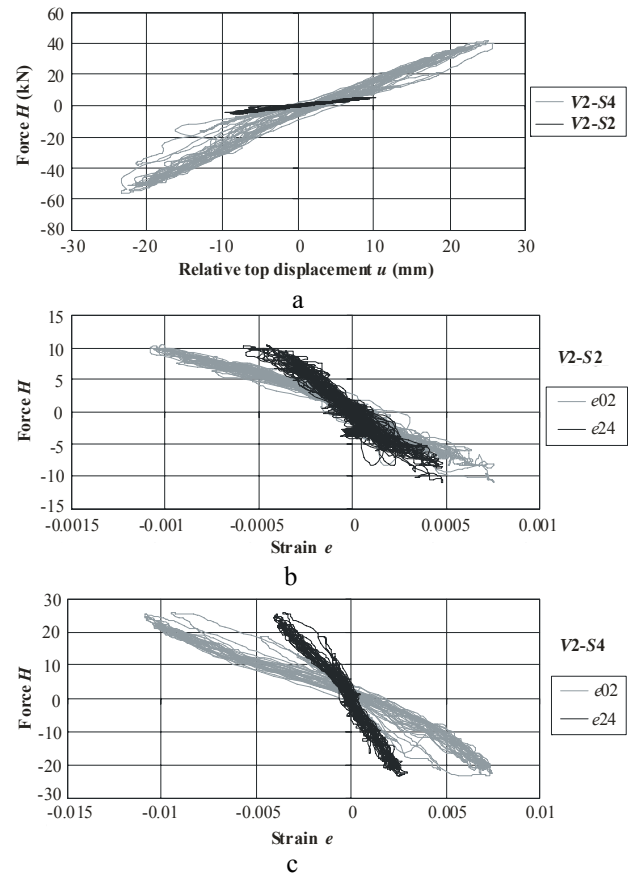 60
40
20
0
-20
-40
-60
-80
Force H (kN)
-30 -20 -10 0 10 20 30
Relative top displacement u (mm)
V2-S4
V2-S2
a
15
10
5
0
-5
-10
-15
Force H
-0.0015 -0.001 -0.0005 0 0.0005 0.001
Strain e
V2-S2
e02
e24
b
30
20
10
0
-10
-20
-30
Force H
-0.015 -0.01 -0.005 0 0.005 0.01
Strain e
V2-S4
e02
e24
c